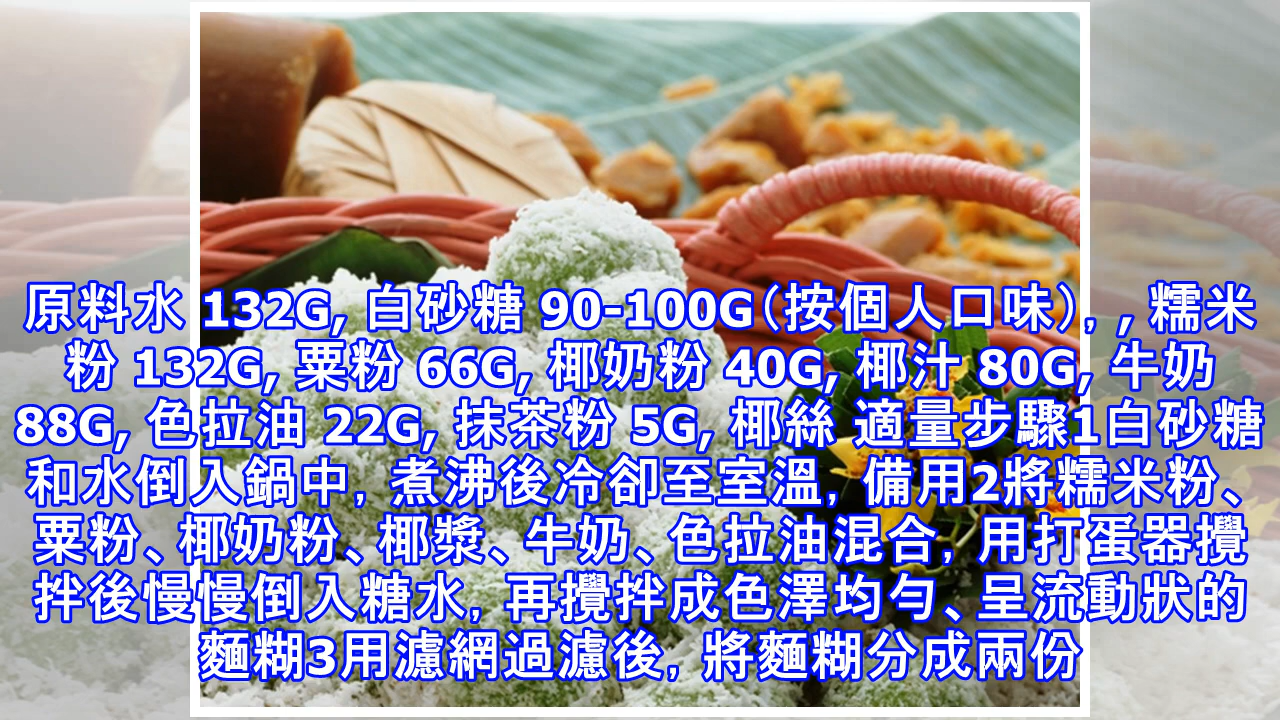 原料水 132G, 白砂糖 90-100G（按個人口味）, , 糯米
粉 132G, 粟粉 66G, 椰奶粉 40G, 椰汁 80G, 牛奶
88G, 色拉油 22G, 抹茶粉 5G, 椰絲 適量步驟1白砂糖
和水倒入鍋中, 煮沸後冷卻至室溫, 備用2將糯米粉、
粟粉、椰奶粉、椰漿、牛奶、色拉油混合, 用打蛋器攪
拌後慢慢倒入糖水, 再攪拌成色澤均勻、呈流動狀的
麵糊3用濾網過濾後, 將麵糊分成兩份